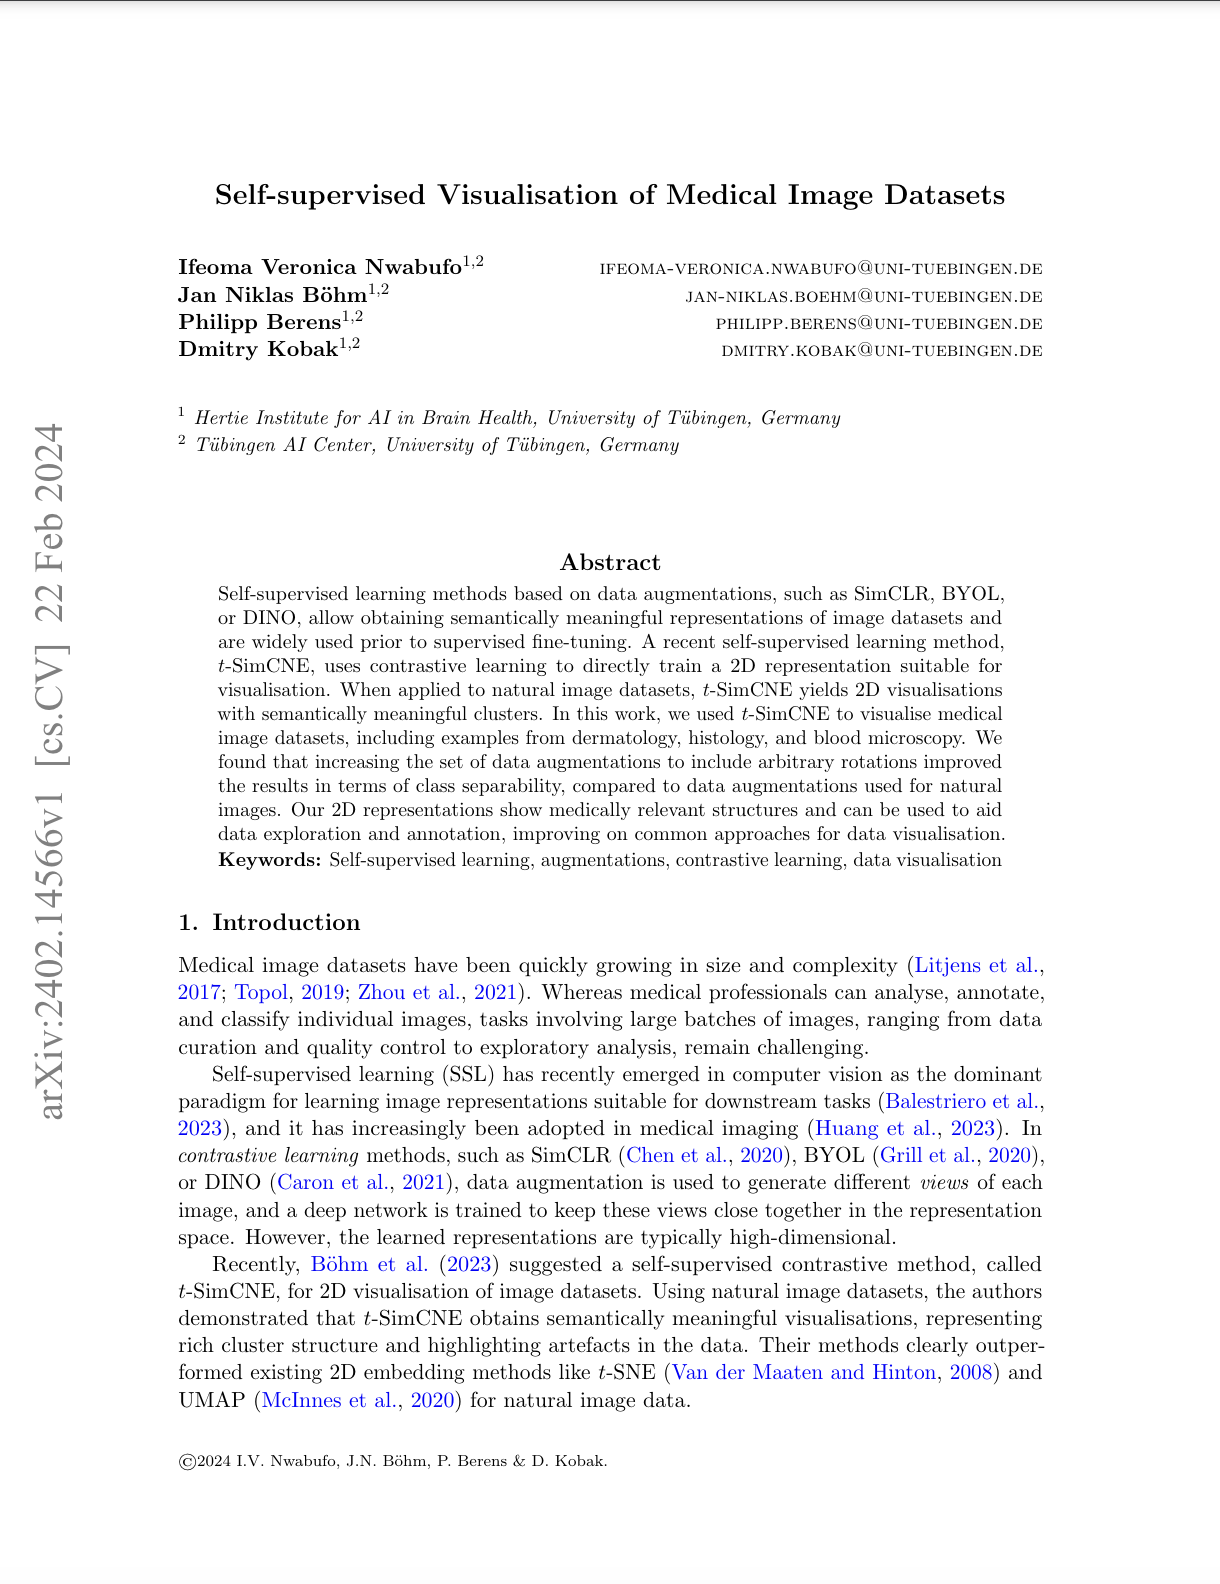 Self-supervised Visualisation of Medical Image Datasets
Ifeoma Veronica Nwabufo1,2 IFEOMA-VERONICA.NWABUFO@UNI-TUEBINGEN.DE
Jan Niklas Böhm1,2 JAN-NIKLAS.BOEHM@UNI-TUEBINGEN.DE
Philipp Berens1,2 PHILIPP.BERENS@UNI-TUEBINGEN.DE
Dmitry Kobak1,2 DMITRY.KOBAK@UNI-TUEBINGEN.DE
1 Hertie Institute for AI in Brain Health, University of Tübingen, Germany
2 Tübingen AI Center, University of Tübingen, Germany
arXiv:2402.14566v1 [cs.CV] 22 Feb 2024
Abstract
Self-supervised learning methods based on data augmentations, such as SimCLR, BYOL,
or DINO, allow obtaining semantically meaningful representations of image datasets and
are widely used prior to supervised fine-tuning. A recent self-supervised learning method,
t-SimCNE, uses contrastive learning to directly train a 2D representation suitable for
visualisation. When applied to natural image datasets, t-SimCNE yields 2D visualisations
with semantically meaningful clusters. In this work, we used t-SimCNE to visualise medical
image datasets, including examples from dermatology, histology, and blood microscopy. We
found that increasing the set of data augmentations to include arbitrary rotations improved
the results in terms of class separability, compared to data augmentations used for natural
images. Our 2D representations show medically relevant structures and can be used to aid
data exploration and annotation, improving on common approaches for data visualisation.
Keywords: Self-supervised learning, augmentations, contrastive learning, data visualisation
1. Introduction
Medical image datasets have been quickly growing in size and complexity (Litjens et al.,
2017; Topol, 2019; Zhou et al., 2021). Whereas medical professionals can analyse, annotate,
and classify individual images, tasks involving large batches of images, ranging from data
curation and quality control to exploratory analysis, remain challenging.
Self-supervised learning (SSL) has recently emerged in computer vision as the dominant
paradigm for learning image representations suitable for downstream tasks (Balestriero et al.,
2023), and it has increasingly been adopted in medical imaging (Huang et al., 2023). In
contrastive learning methods, such as SimCLR (Chen et al., 2020), BYOL (Grill et al., 2020),
or DINO (Caron et al., 2021), data augmentation is used to generate different views of each
image, and a deep network is trained to keep these views close together in the representation
space. However, the learned representations are typically high-dimensional.
Recently, Böhm et al. (2023) suggested a self-supervised contrastive method, called
t-SimCNE, for 2D visualisation of image datasets. Using natural image datasets, the authors
demonstrated that t-SimCNE obtains semantically meaningful visualisations, representing
rich cluster structure and highlighting artefacts in the data. Their methods clearly outper-
formed existing 2D embedding methods like t-SNE (Van der Maaten and Hinton, 2008) and
UMAP (McInnes et al., 2020) for natural image data.
©2024 I.V. Nwabufo, J.N. Böhm, P. Berens & D. Kobak.